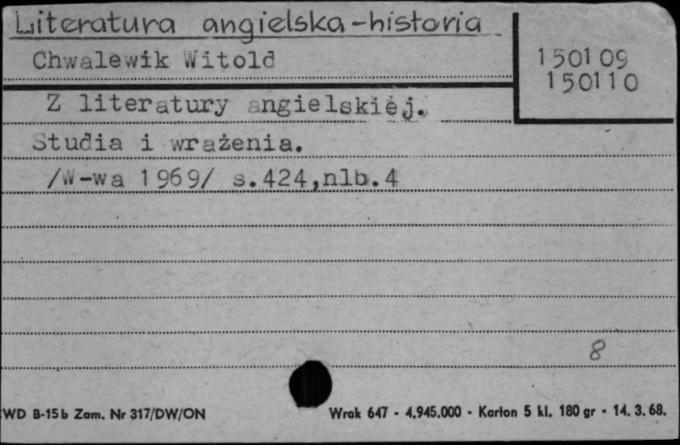 Literatura angielska-historia
Chwalewik Witold
150109
150110
Z literatury angielskiej.
Studia i wrażenia.
/W-wa 1969/ s.424,nlb.4
8
WD B-15b Zam. Nr 317/DW/ON
Wrak 647 - 4.945.000 - Karton 5 kl. 180 gr - 14. 3. 68.